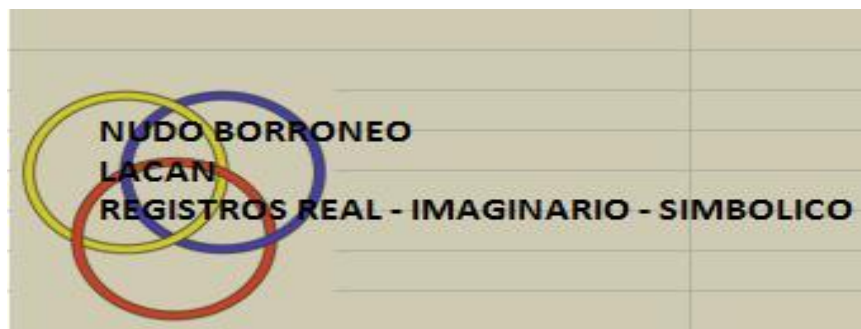 NUDO BORRONEO
LACAN
REGISTROS REAL - IMAGINARIO - SIMBOLICO